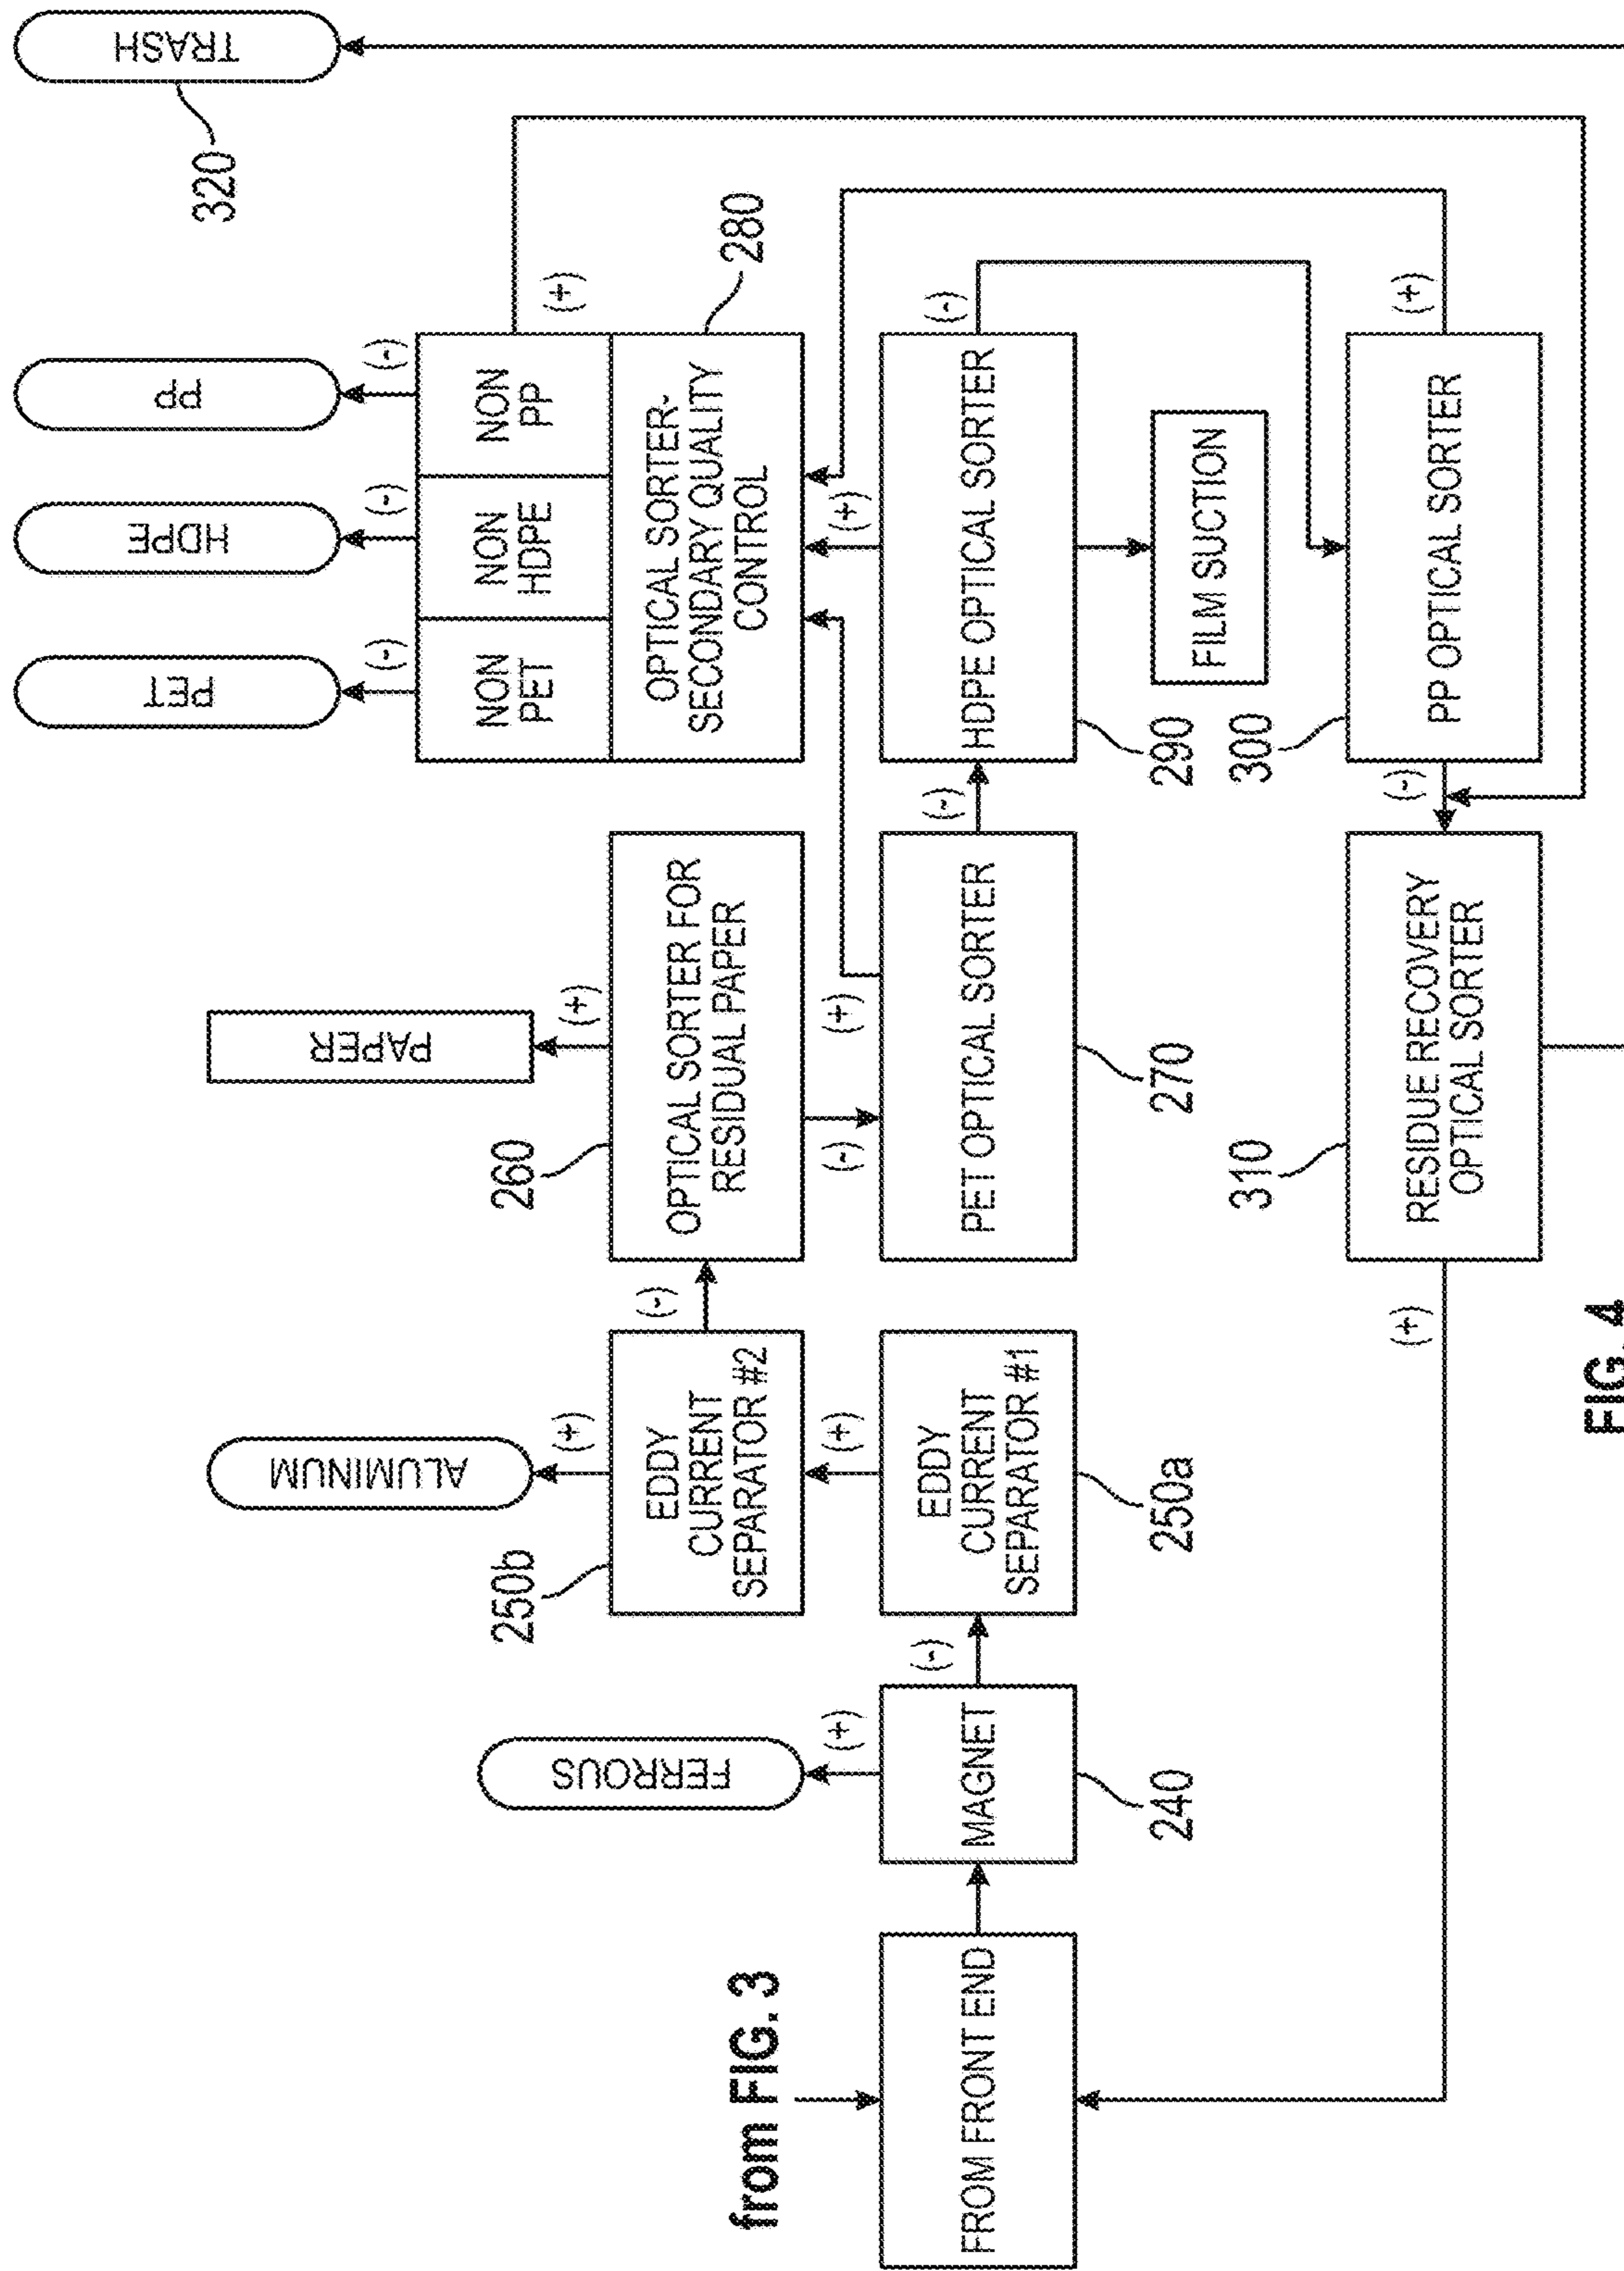 from FIG. 3
FROM FRONT END
FERROUS
(+)
MAGNET
240
(-)
ALUMINUM
(+)
250b
EDDY
CURRENT
SEPARATOR #2
(-)
(+)
EDDY
CURRENT
SEPARATOR #1
250a
PAPER
(+)
260
OPTICAL SORTER FOR
RESIDUAL PAPER
(-)
(+)
PET OPTICAL SORTER
270
(-)
PET
(-)
HDPE
(-)
PP
(-)
TRASH
320
NON
PET
NON
HDPE
NON
PP
(+)
OPTICAL SORTER-
SECONDARY QUALITY
CONTROL
280
(+)
HDPE OPTICAL SORTER
290
(-)
FILM SUCTION
300
PP OPTICAL SORTER
(+)
(-)
310
RESIDUE RECOVERY
OPTICAL SORTER
(+)
FIG. 4